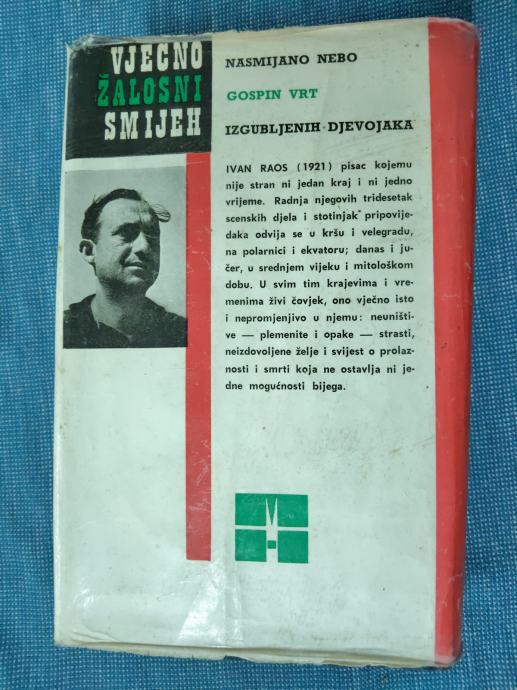 VJEČNO
ŽALOSNI
SMIJEH
NASMIJANO NEBO
GOSPIN VRT
IZGUBLJENIH DJEVOJAKA
IVAN RAOS (1921) pisac kojemu
nije stran ni jedan kraj i ni jedno
vrijeme. Radnja njegovih tridesetak
scenskih djela i stotinjak pripovije-
daka odvija se u kršu i velegradu,
na polarnici i ekvatoru; danas i ju-
čer, u srednjem vijeku i mitološkom
dobu. U svim tim krajevima i vre-
menima živi čovjek, ono vječno isto
i nepromjenjivo u njemu: neuništi-
ve — plemenite i opake — strasti,
neizdovoljene želje i svijest o prolaz-
nosti i smrti koja ne ostavlja ni je-
dne mogućnosti bijega.